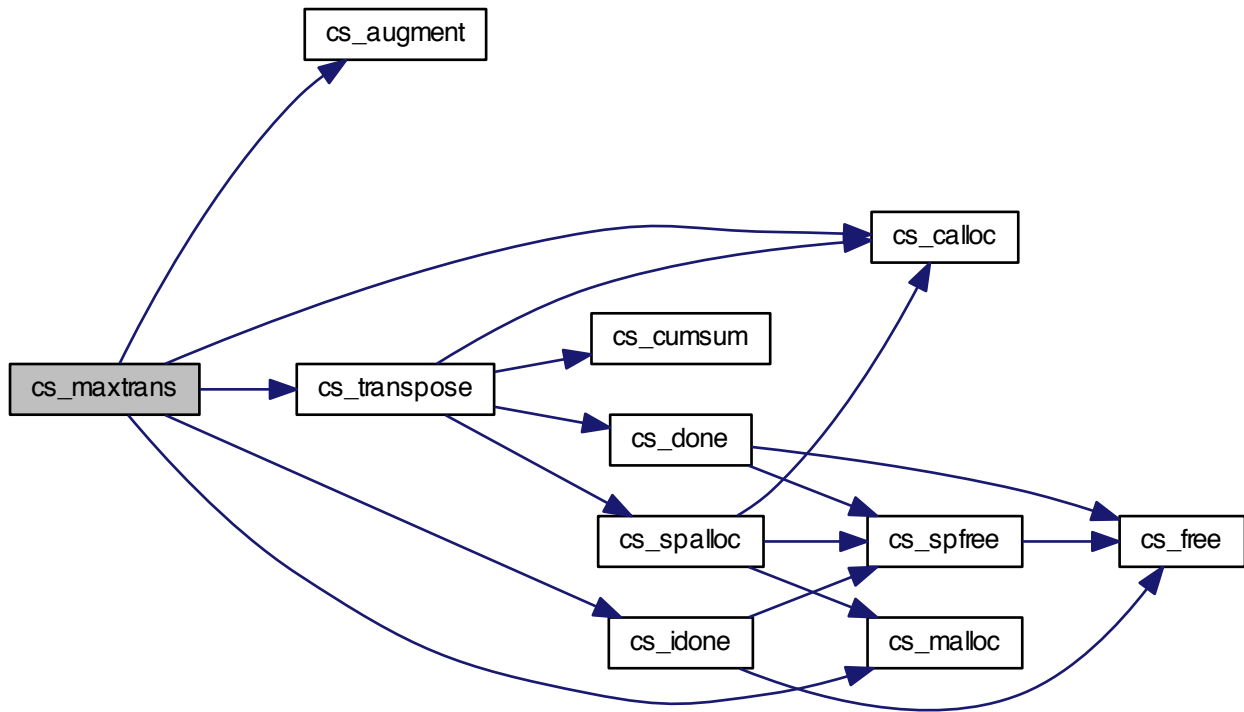 cs_augment
cs_calloc
cs_cumsum
cs_maxtrans
cs_transpose
cs_done
cs_spalloc
cs_spfree
cs_free
cs_idone
cs_malloc